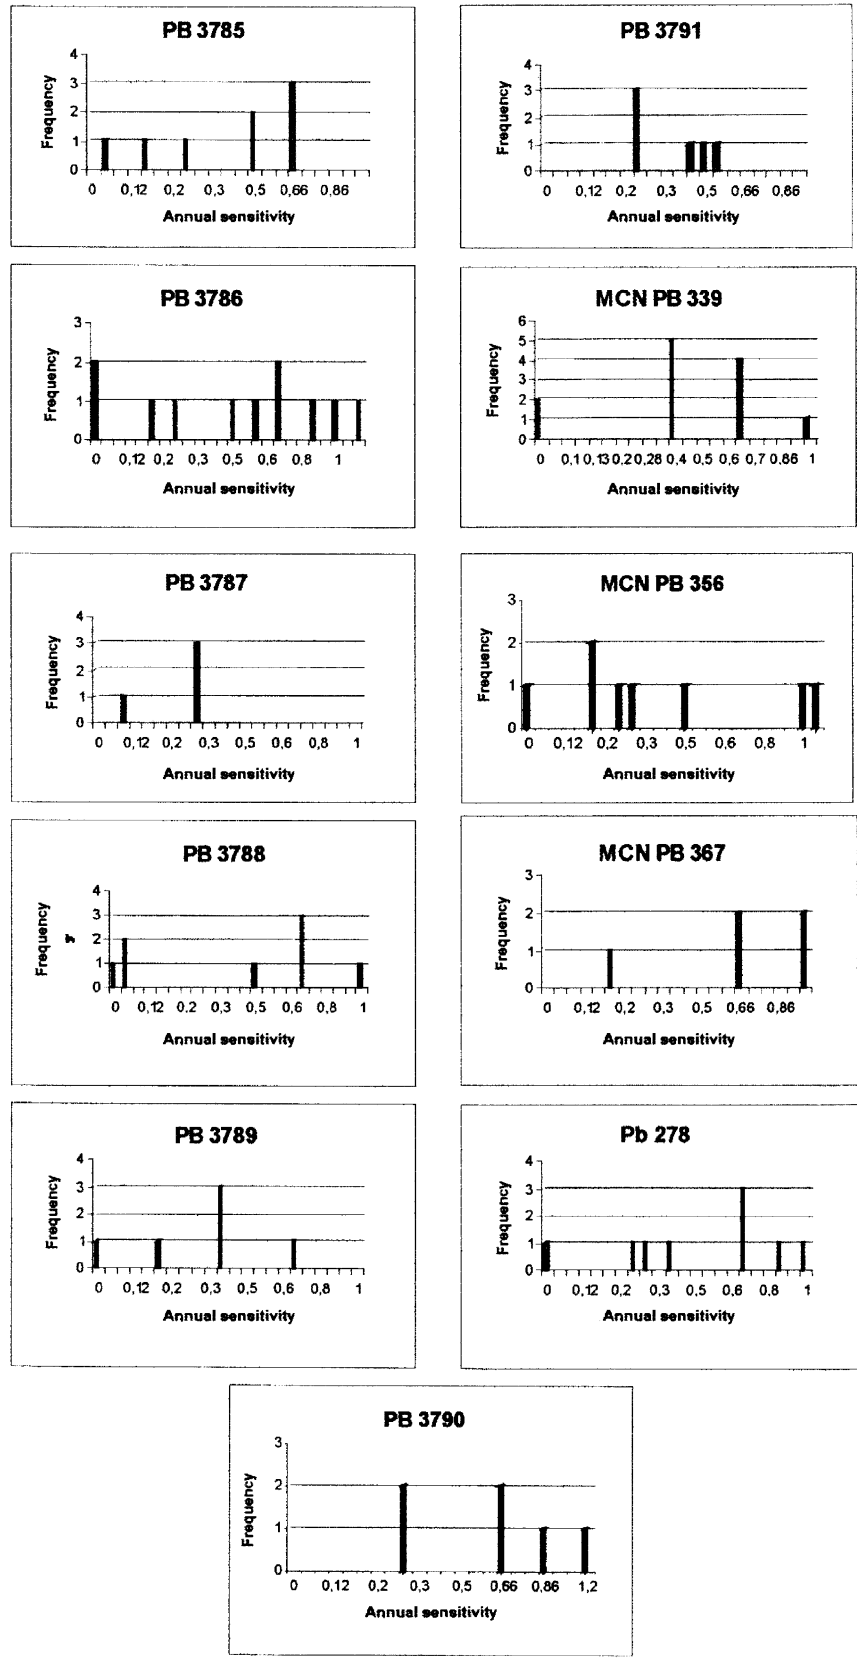 PB 3785
4
3
2
1
0
Frequency
0 0,12 0,2 0,3 0,5 0,66 0,86
Annual sensitivity
PB 3791
4
3
2
1
0
Frequency
0 0,12 0,2 0,3 0,5 0,66 0,86
Annual sensitivity
PB 3786
3
2
1
0
Frequency
0 0,12 0,2 0,3 0,5 0,6 0,8 1
Annual sensitivity
MCN PB 339
6
5
4
3
2
1
0
Frequency
0 0,1 0,13 0,2 0,28 0,4 0,5 0,6 0,7 0,86 1
Annual sensitivity
PB 3787
4
3
2
1
0
Frequency
0 0,12 0,2 0,3 0,4 0,6 0,8 1
Annual sensitivity
MCN PB 356
3
2
1
0
Frequency
0 0,12 0,2 0,3 0,5 0,6 0,8 1
Annual sensitivity
PB 3788
4
3
2
1
0
Frequency
0 0,12 0,2 0,3 0,5 0,6 0,8 1
Annual sensitivity
MCN PB 367
3
2
1
0
Frequency
0 0,12 0,2 0,3 0,5 0,66 0,86
Annual sensitivity
PB 3789
4
3
2
1
0
Frequency
0 0,12 0,2 0,3 0,4 0,6 0,8 1
Annual sensitivity
Pb 278
4
3
2
1
0
Frequency
0 0,12 0,2 0,3 0,5 0,6 0,8 1
Annual sensitivity
PB 3790
3
2
1
0
Frequency
0 0,12 0,2 0,3 0,5 0,66 0,86 1,2
Annual sensitivity